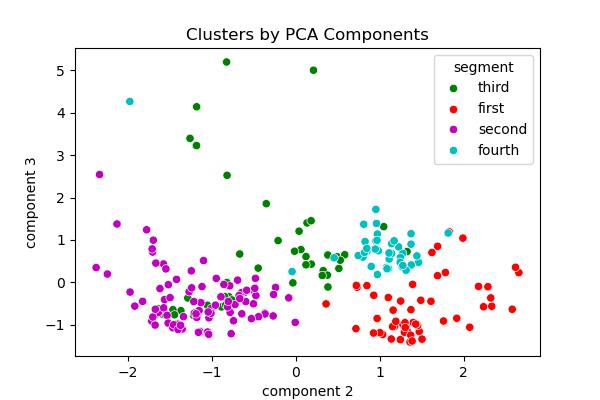 Clusters by PCA Components
segment
third
first
second
fourth
component 3
5
4
3
2
1
0
−1
−2
−1
0
1
2
component 2